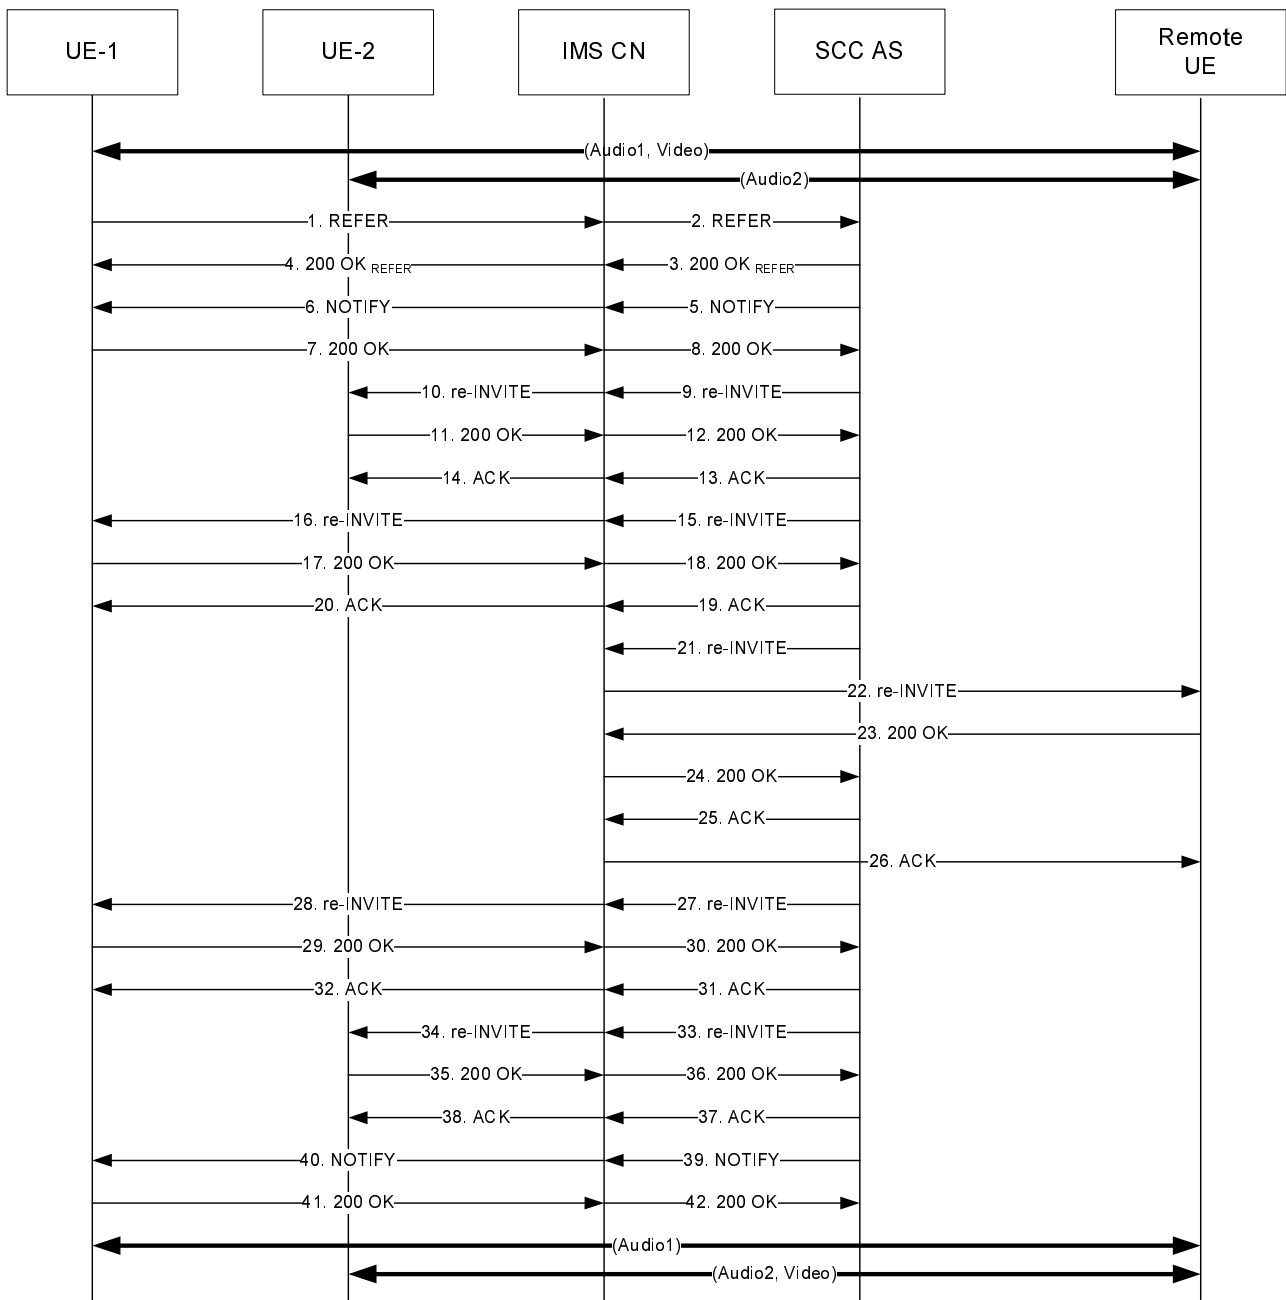 UE-1
UE-2
IMS CN
SCC AS
Remote
UE
(Audio1, Video)
(Audio2)
1. REFER
2. REFER
4. 200 OK REFER
3. 200 OK REFER
6. NOTIFY
5. NOTIFY
7. 200 OK
8. 200 OK
10. re-INVITE
9. re-INVITE
11. 200 OK
12. 200 OK
14. ACK
13. ACK
16. re-INVITE
15. re-INVITE
17. 200 OK
18. 200 OK
20. ACK
19. ACK
21. re-INVITE
22. re-INVITE
23. 200 OK
24. 200 OK
25. ACK
26. ACK
28. re-INVITE
27. re-INVITE
29. 200 OK
30. 200 OK
32. ACK
31. ACK
34. re-INVITE
33. re-INVITE
35. 200 OK
36. 200 OK
38. ACK
37. ACK
40. NOTIFY
39. NOTIFY
41. 200 OK
42. 200 OK
(Audio1)
(Audio2, Video)